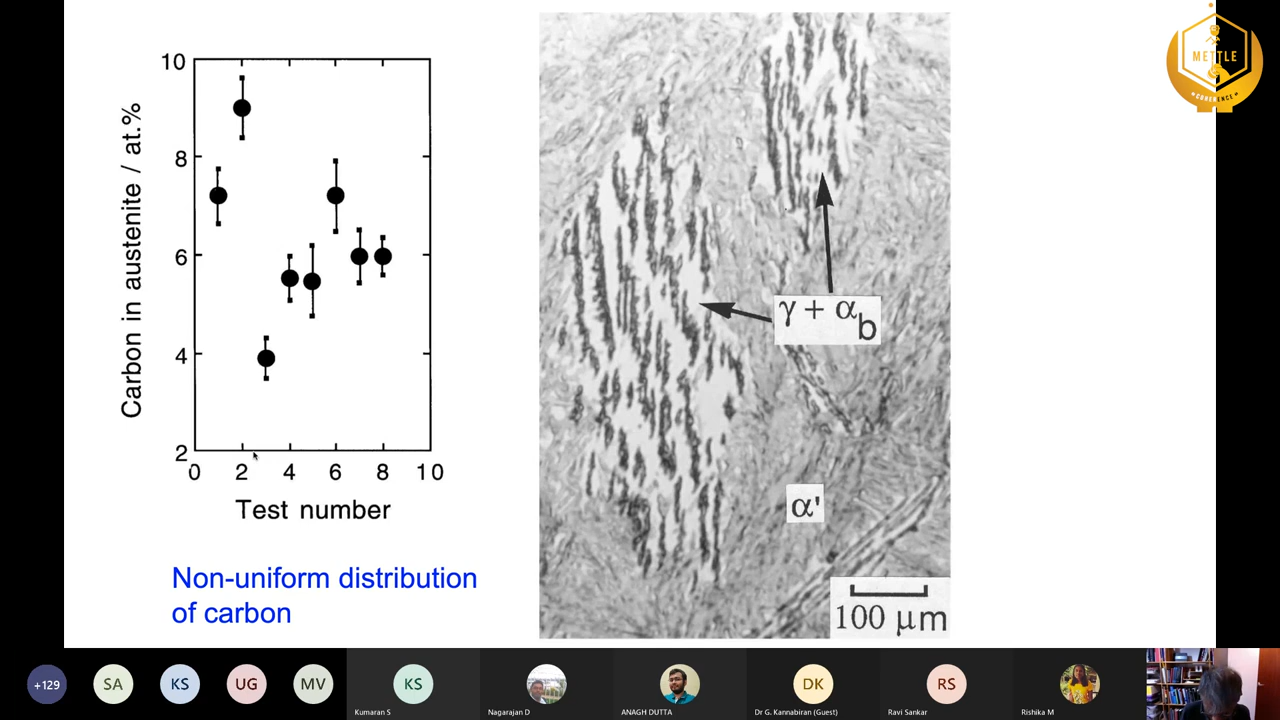 10
8
6
4
2
0 2 4 6 8 10
Carbon in austenite / at.%
Test number
Non-uniform distribution
of carbon
γ + αb
α'
100 μm
METTLE
COHERENCE
+129
SA
KS
UG
MV
KS
Kumaran S
Nagarajan D
ANAGH DUTTA
DK
Dr G. Kannabiran (Guest)
RS
Ravi Sankar
Rishika M